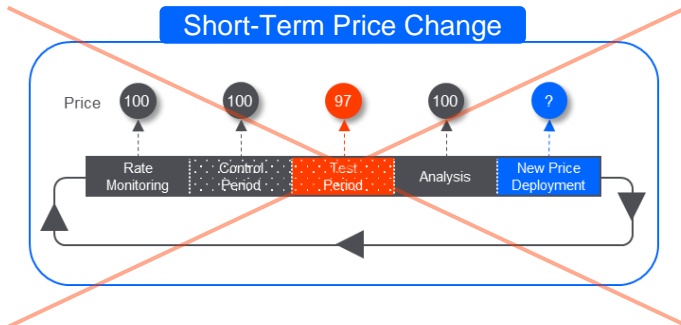 Short-Term Price Change
Price 100 100 97 100 ?
Rate Monitoring
Control Period
Test Period
Analysis
New Price Deployment